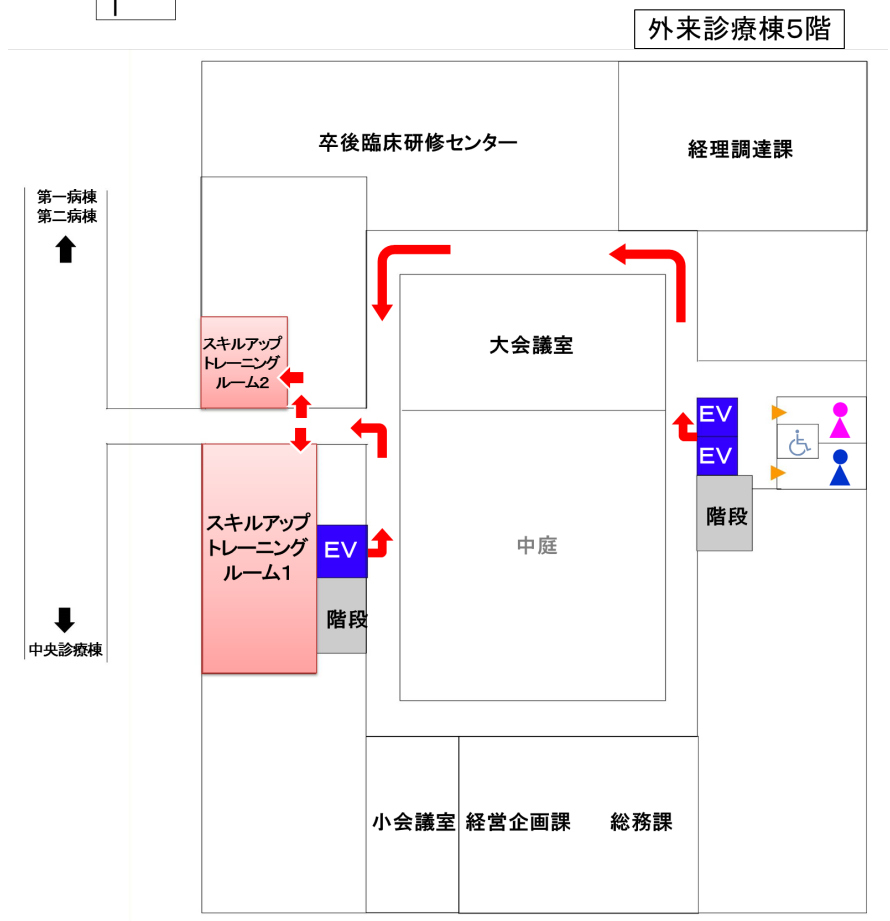 外来診療棟5階
卒後臨床研修センター
経理調達課
第一病棟
第二病棟
大会議室
スキルアップ
トレーニング
ルーム2
EV
EV
階段
スキルアップ
トレーニング
ルーム1
EV
階段
中庭
中央診療棟
小会議室
経営企画課
総務課